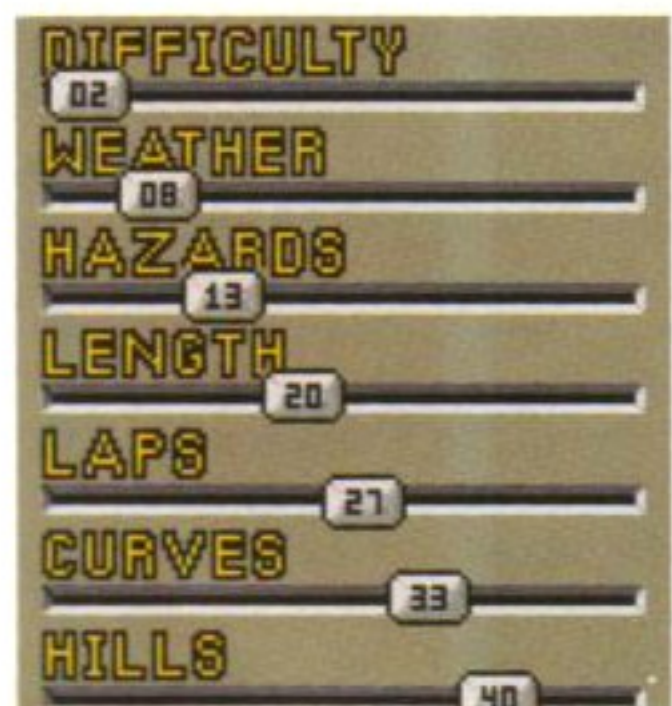 DIFFICULTY
02
WEATHER
08
HAZARDS
13
LENGTH
20
LAPS
27
CURVES
33
HILLS
40